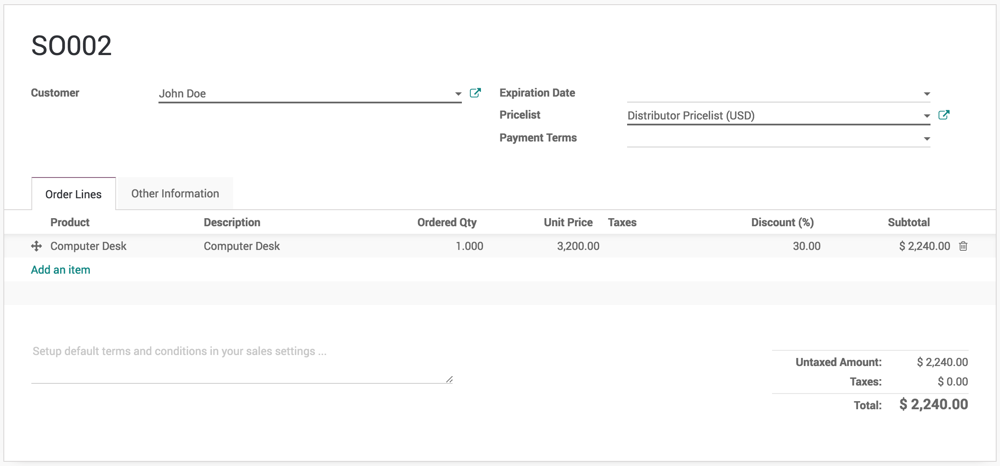 SO002
Customer John Doe Expiration Date
Pricelist Distributor Pricelist (USD)
Payment Terms
Order Lines Other Information
Product Description Ordered Qty Unit Price Taxes Discount (%) Subtotal
Computer Desk Computer Desk 1.000 3,200.00 30.00 $ 2,240.00
Add an item
Setup default terms and conditions in your sales settings ...
Untaxed Amount: $ 2,240.00
Taxes: $ 0.00
Total: $ 2,240.00